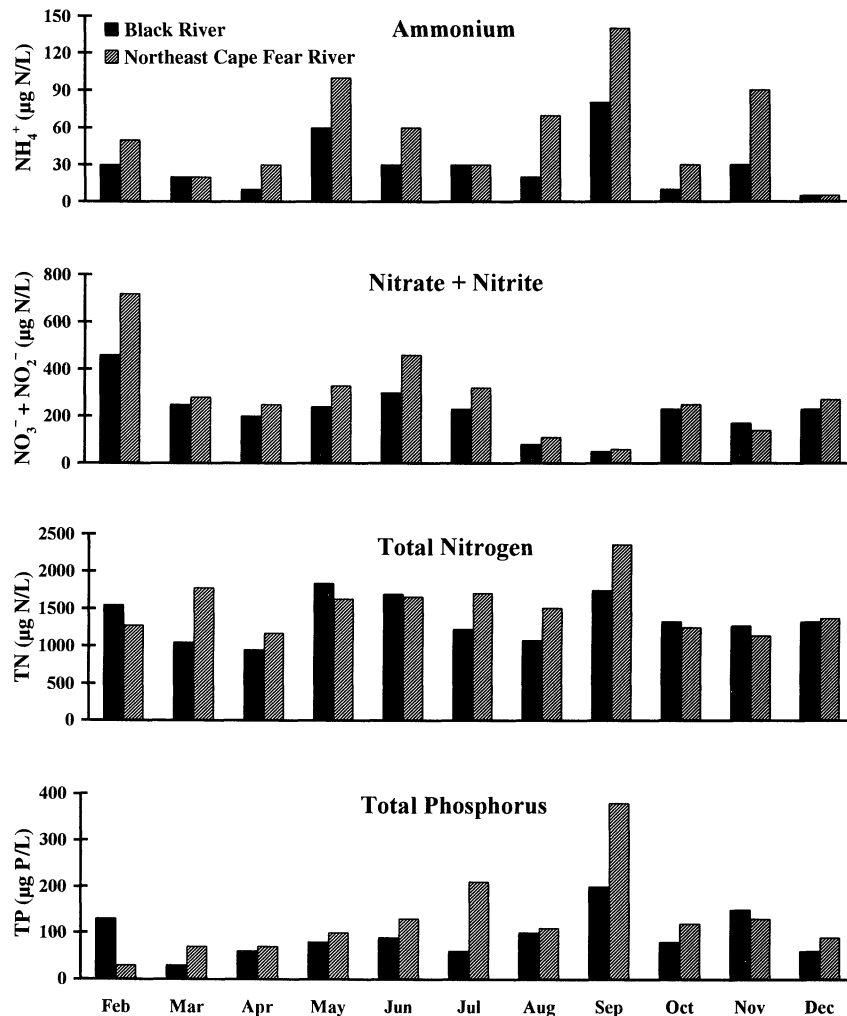 Ammonium
Black River
Northeast Cape Fear River
NH₄⁺ (µg N/L)
150
120
90
60
30
0
Nitrate + Nitrite
NO₃⁻ + NO₂⁻ (µg N/L)
800
600
400
200
0
Total Nitrogen
TN (µg N/L)
2500
2000
1500
1000
500
0
Total Phosphorus
TP (µg P/L)
400
300
200
100
0
Feb Mar Apr May Jun Jul Aug Sep Oct Nov Dec